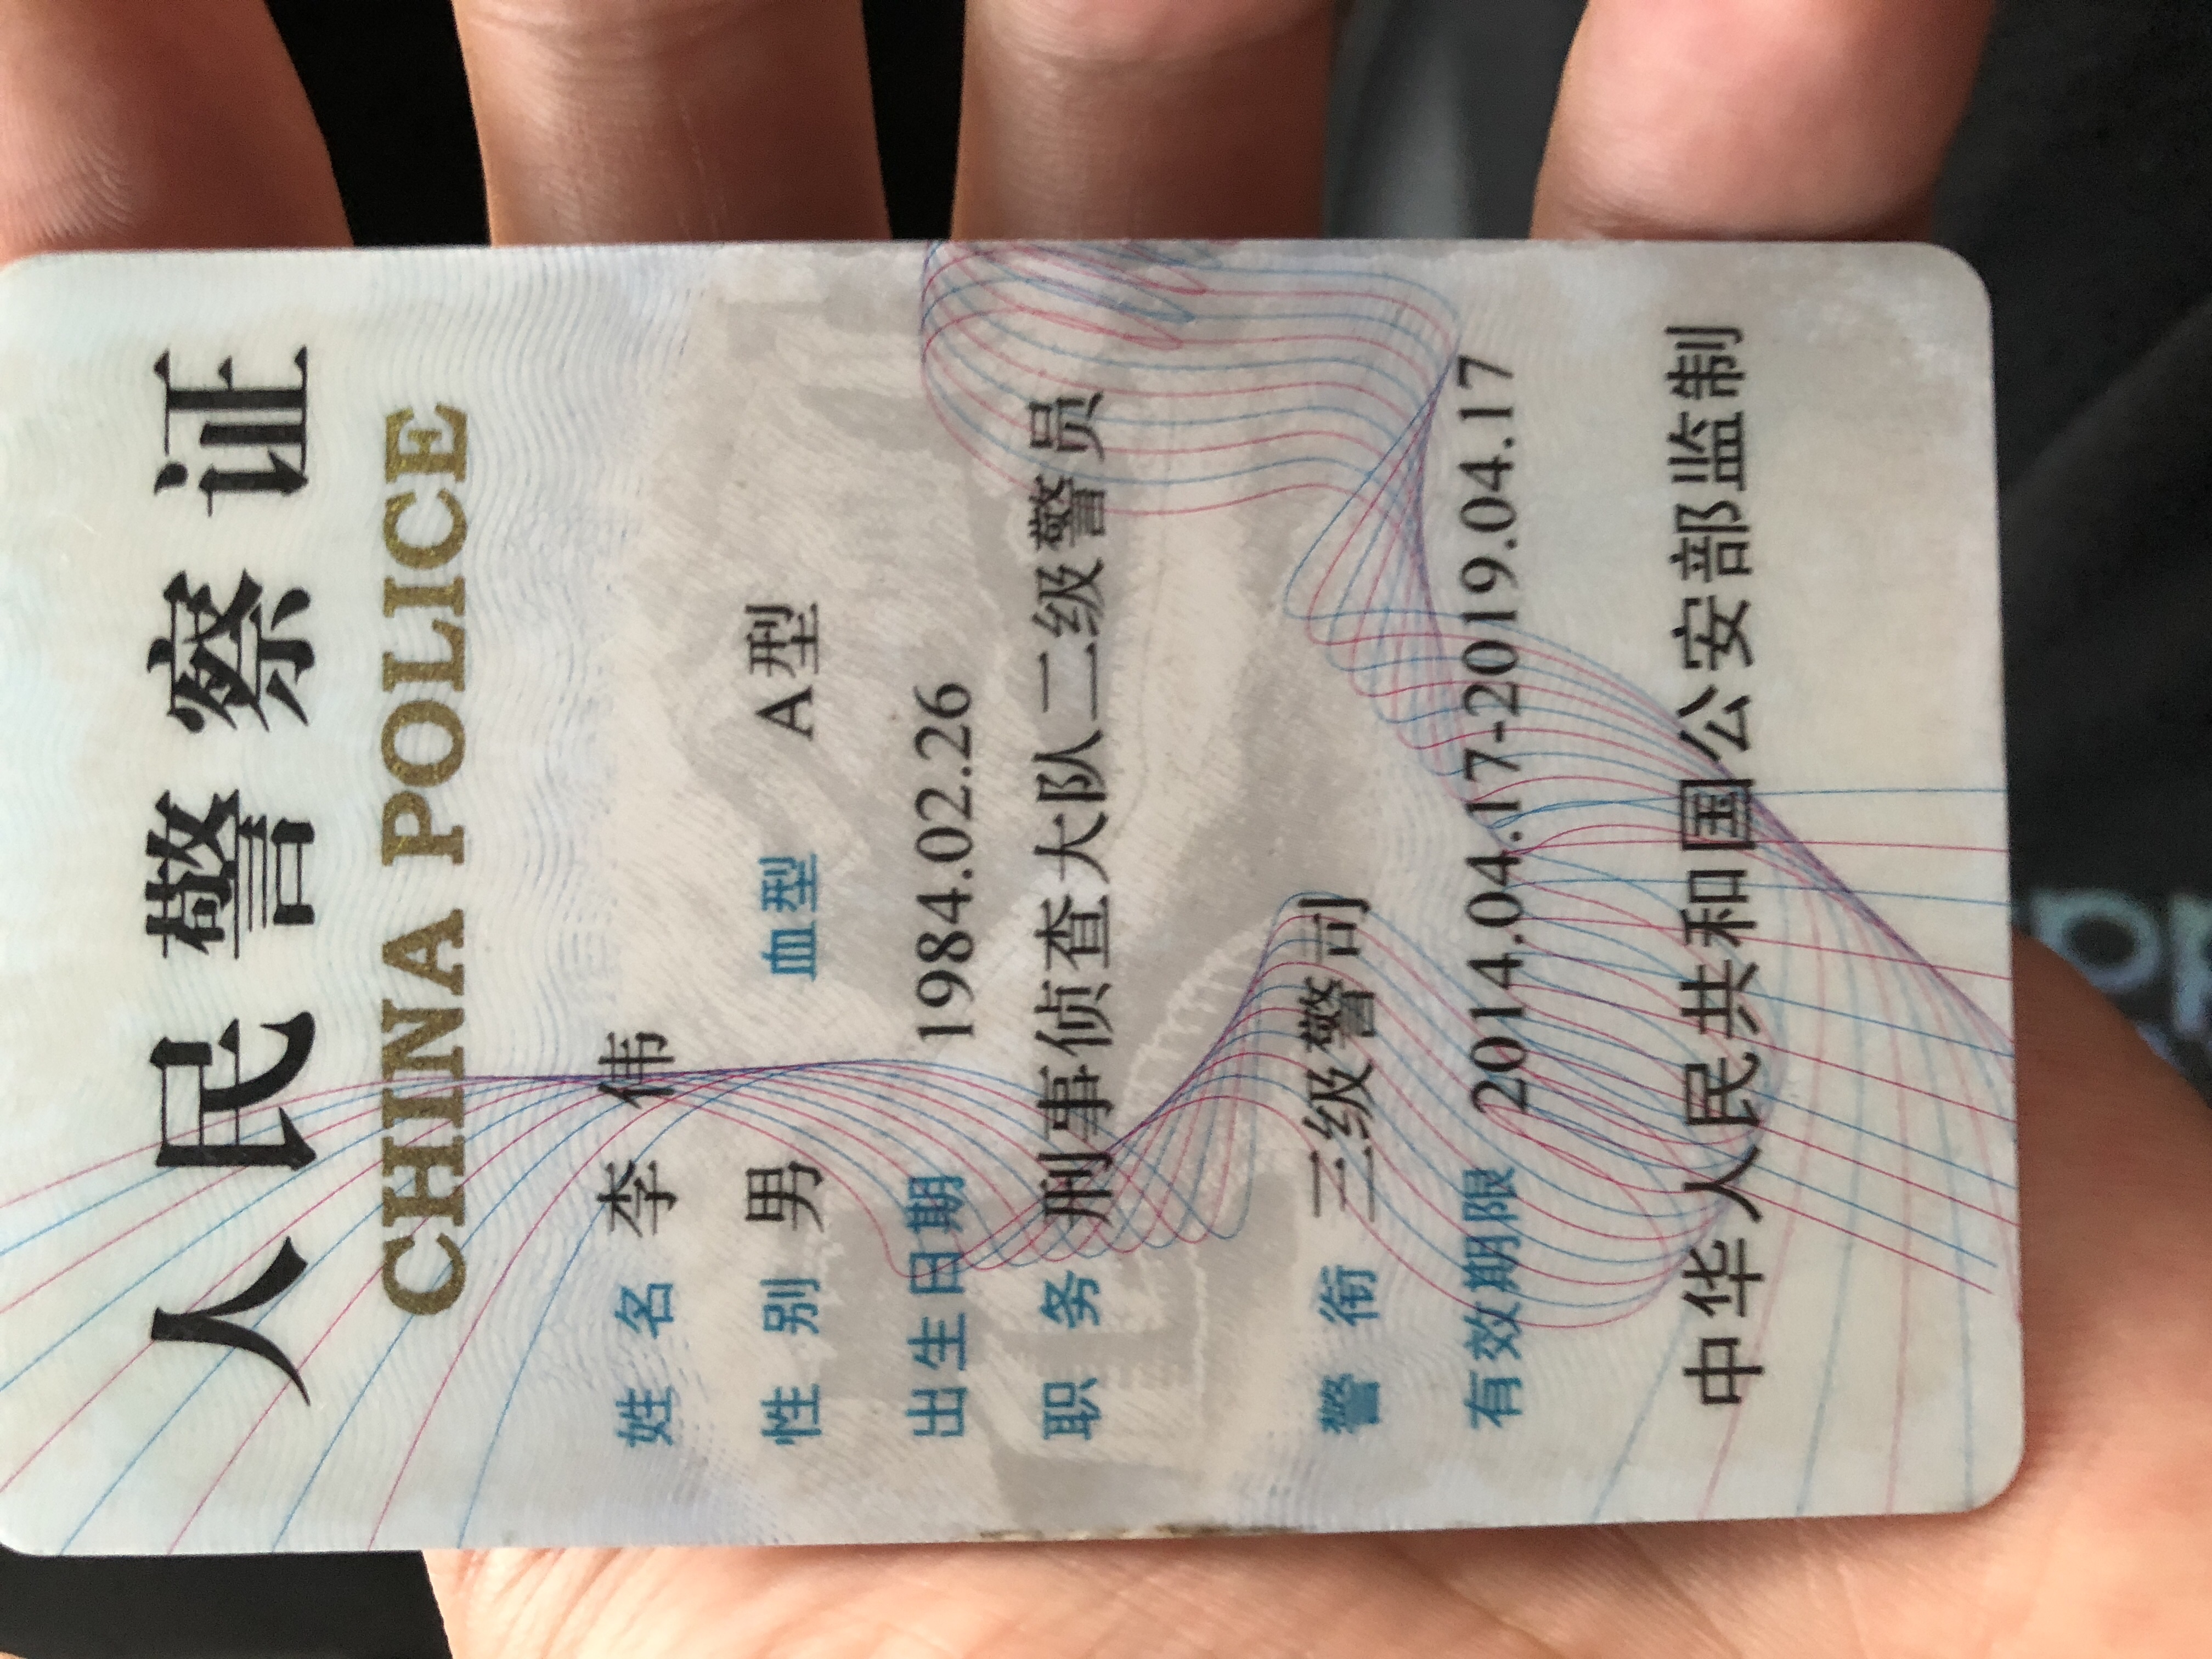 人民警察证
CHINA POLICE
姓名 李伟
性别 男 血型 A型
出生日期 1984.02.26
职务 刑事侦查大队二级警员
警衔 三级警司
有效期限 2014.04.17-2019.04.17
中华人民共和国公安部监制